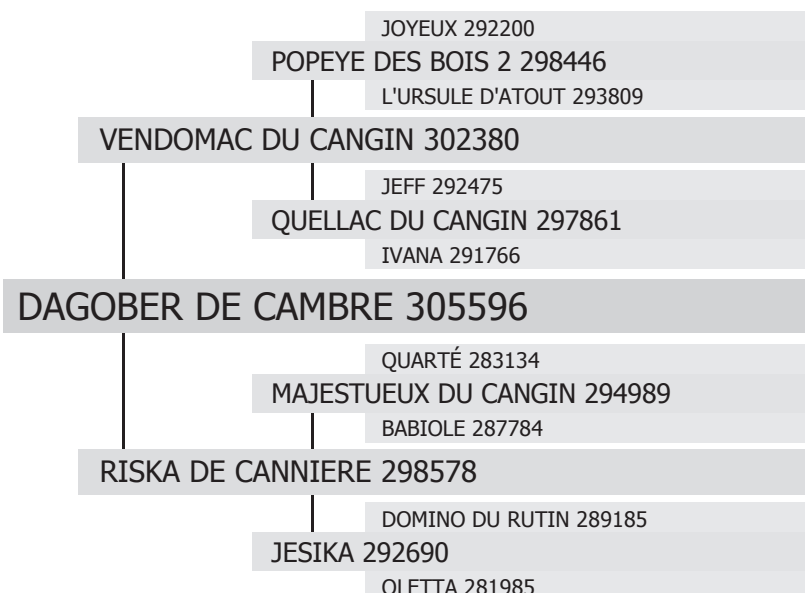 JOYEUX 292200
POPEYE DES BOIS 2 298446
L'URSULE D'ATOUT 293809
VENDOMAC DU CANGIN 302380
JEFF 292475
QUELLAC DU CANGIN 297861
IVANA 291766
DAGOBER DE CAMBRE 305596
QUARTÉ 283134
MAJESTUEUX DU CANGIN 294989
BABIOLE 287784
RISKA DE CANNIERE 298578
DOMINO DU RUTIN 289185
JESIKA 292690
OLETTA 281985